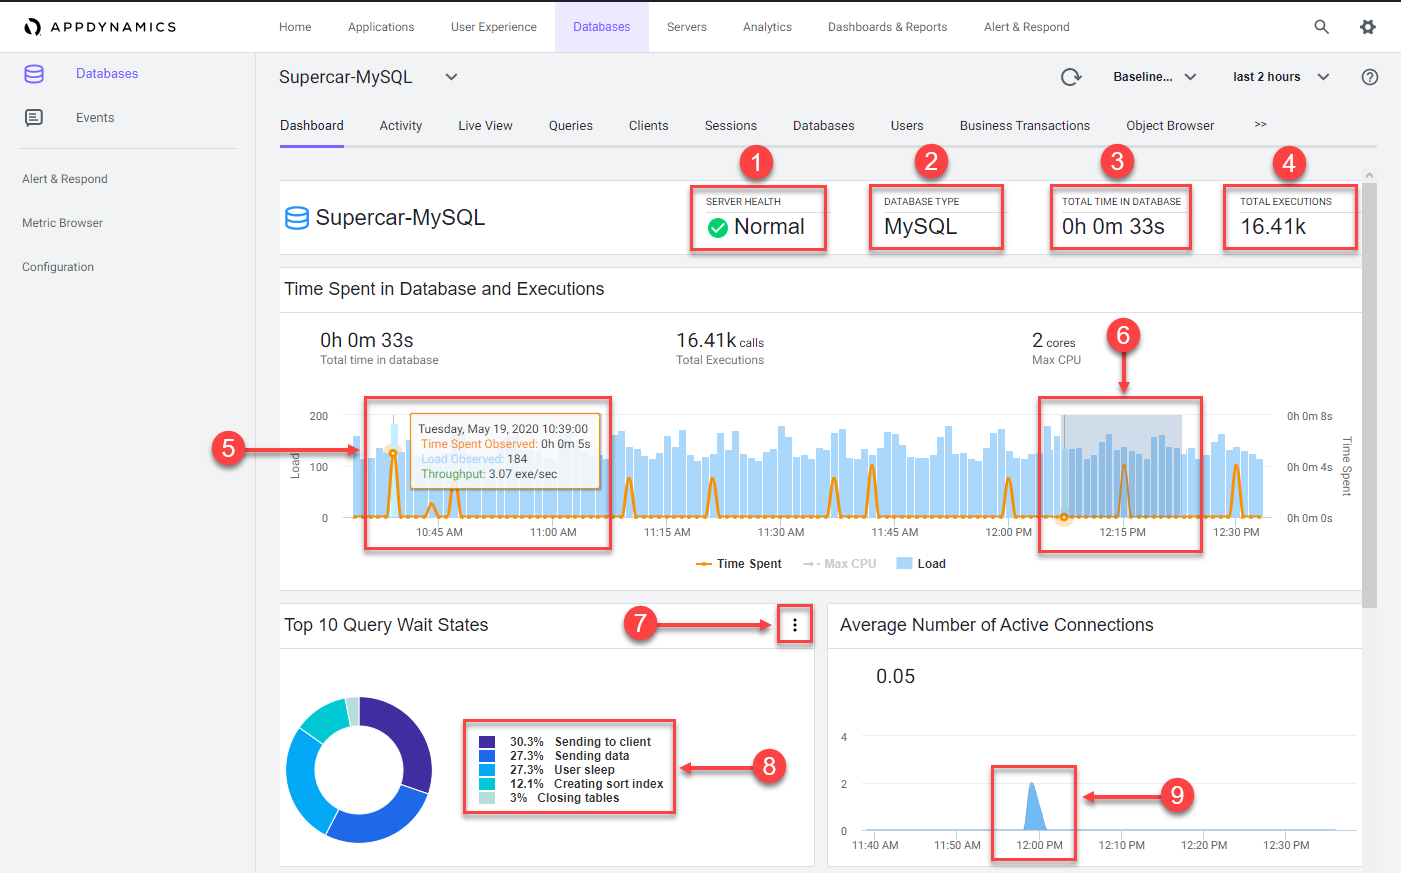 APPDYNAMICS
Home Applications User Experience Databases Servers Analytics Dashboards & Reports Alert & Respond
Databases
Events
Alert & Respond
Metric Browser
Configuration
Supercar-MySQL
Baseline... last 2 hours ?
Dashboard Activity Live View Queries Clients Sessions Databases Users Business Transactions Object Browser >>
1 2 3 4
Supercar-MySQL
SERVER HEALTH
Normal
DATABASE TYPE
MySQL
TOTAL TIME IN DATABASE
0h 0m 33s
TOTAL EXECUTIONS
16.41k
Time Spent in Database and Executions
0h 0m 33s
Total time in database
16.41k calls
Total Executions
2 cores
Max CPU
6
5
Load
200
100
0
Tuesday, May 19, 2020 10:39:00
Time Spent Observed: 0h 0m 5s
Load Observed: 184
Throughput: 3.07 exe/sec
0h 0m 8s
0h 0m 4s
0h 0m 0s
Time Spent
10:45 AM 11:00 AM 11:15 AM 11:30 AM 11:45 AM 12:00 PM 12:15 PM 12:30 PM
Time Spent Max CPU Load
Top 10 Query Wait States
7
30.3% Sending to client
27.3% Sending data
27.3% User sleep
12.1% Creating sort index
3% Closing tables
8
Average Number of Active Connections
0.05
4
2
0
9
11:40 AM 11:50 AM 12:00 PM 12:10 PM 12:20 PM 12:30 PM